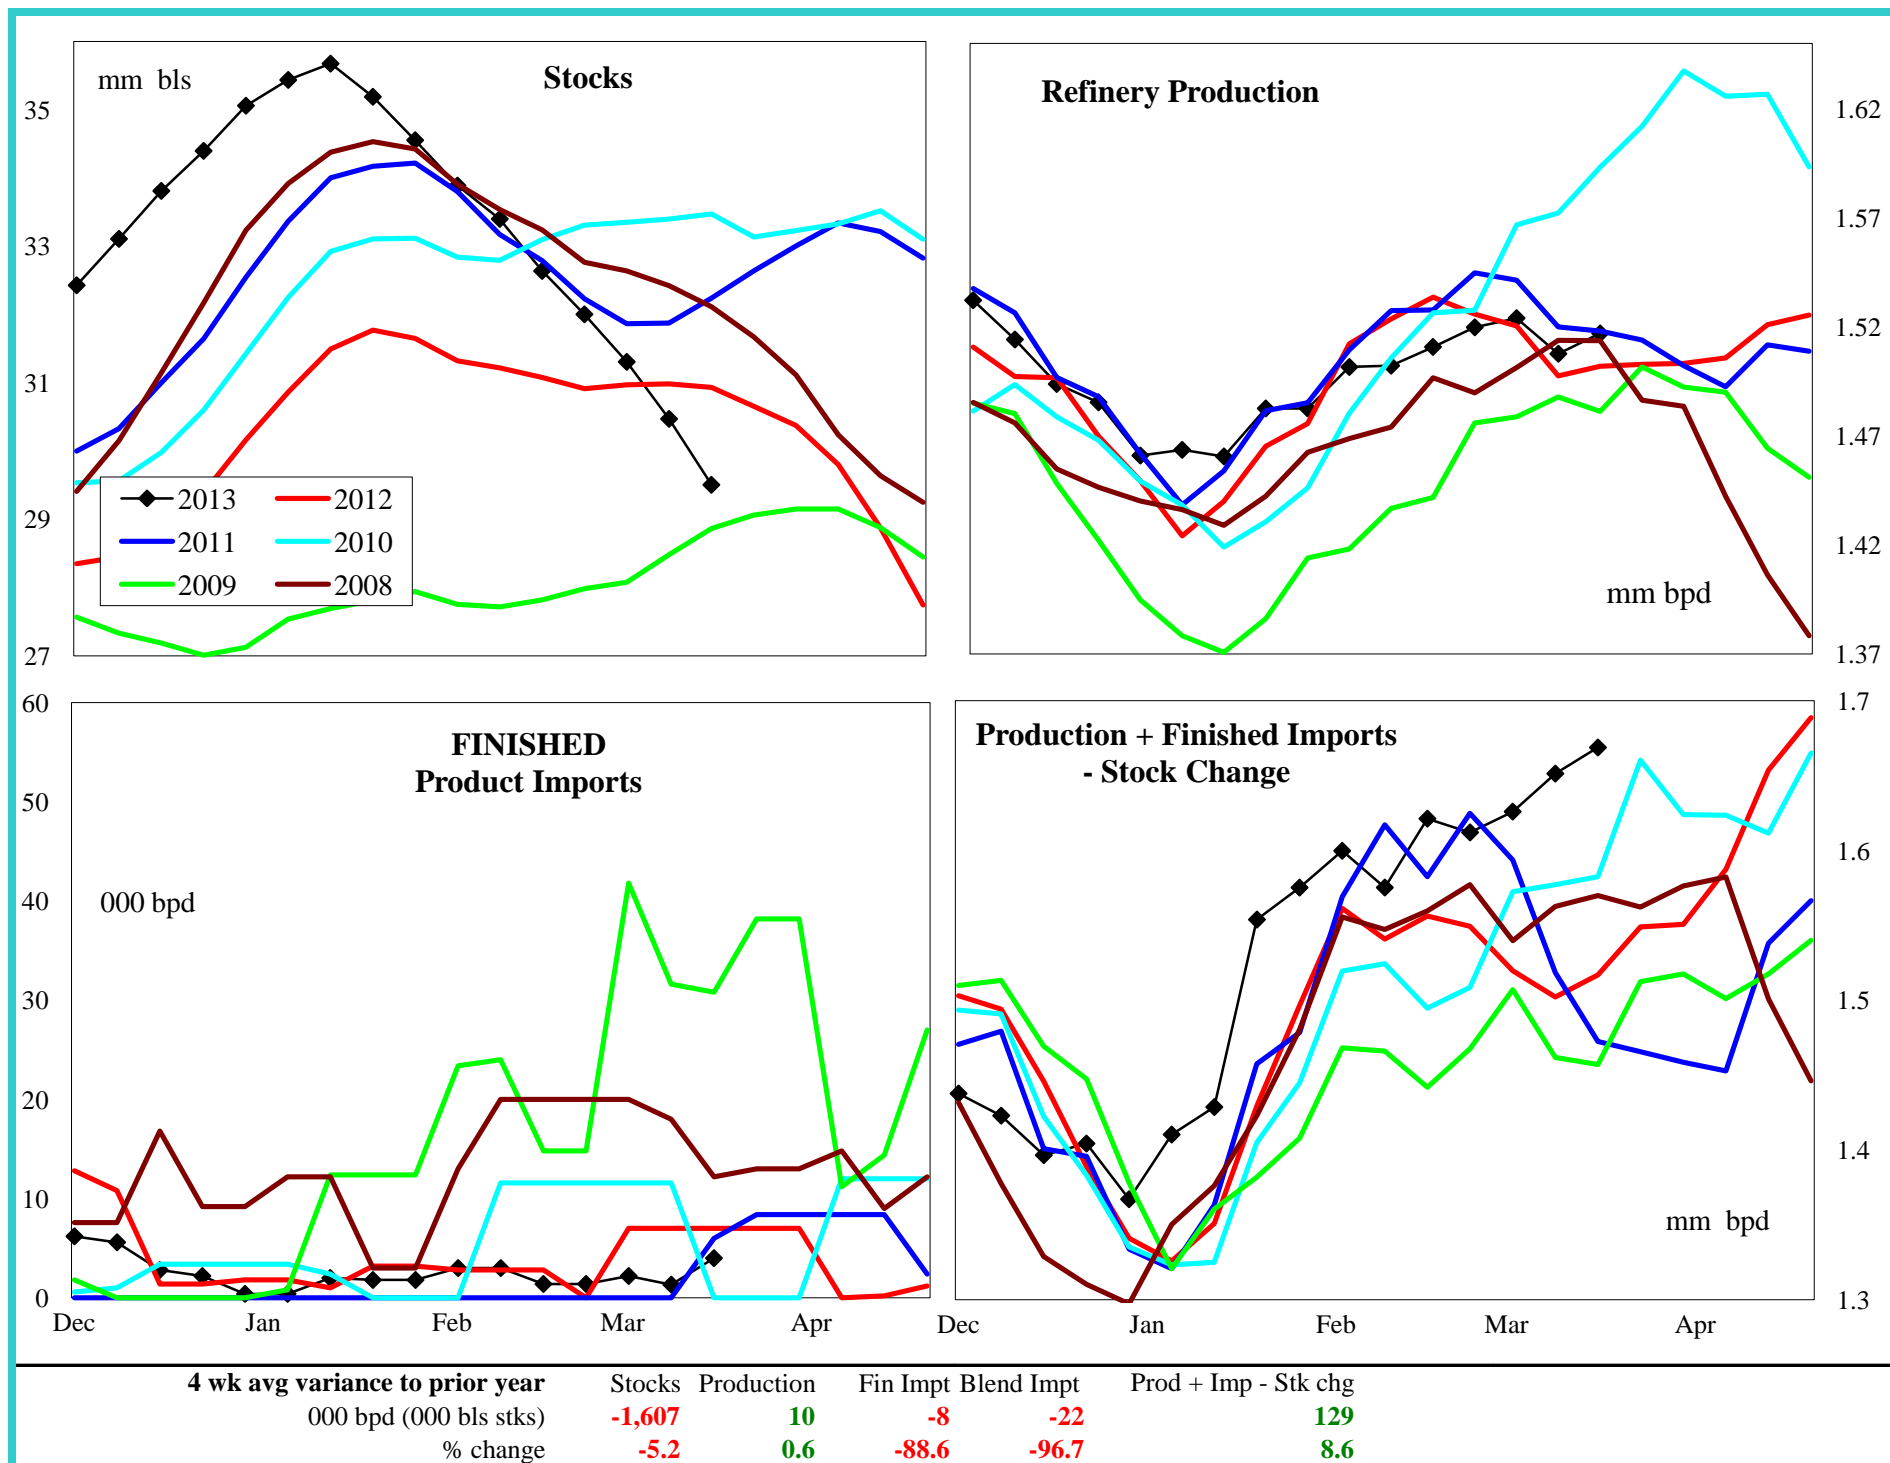 mm bls
Stocks
35
33
31
29
27
2013
2012
2011
2010
2009
2008
Refinery Production
1.62
1.57
1.52
1.47
1.42
1.37
mm bpd
60
50
40
30
20
10
0
FINISHED
Product Imports
000 bpd
Dec Jan Feb Mar Apr
Production + Finished Imports
- Stock Change
1.7
1.6
1.5
1.4
1.3
mm bpd
Dec Jan Feb Mar Apr
4 wk avg variance to prior year Stocks Production Fin Impt Blend Impt Prod + Imp - Stk chg
000 bpd (000 bls stks) -1,607 10 -8 -22 129
% change -5.2 0.6 -88.6 -96.7 8.6